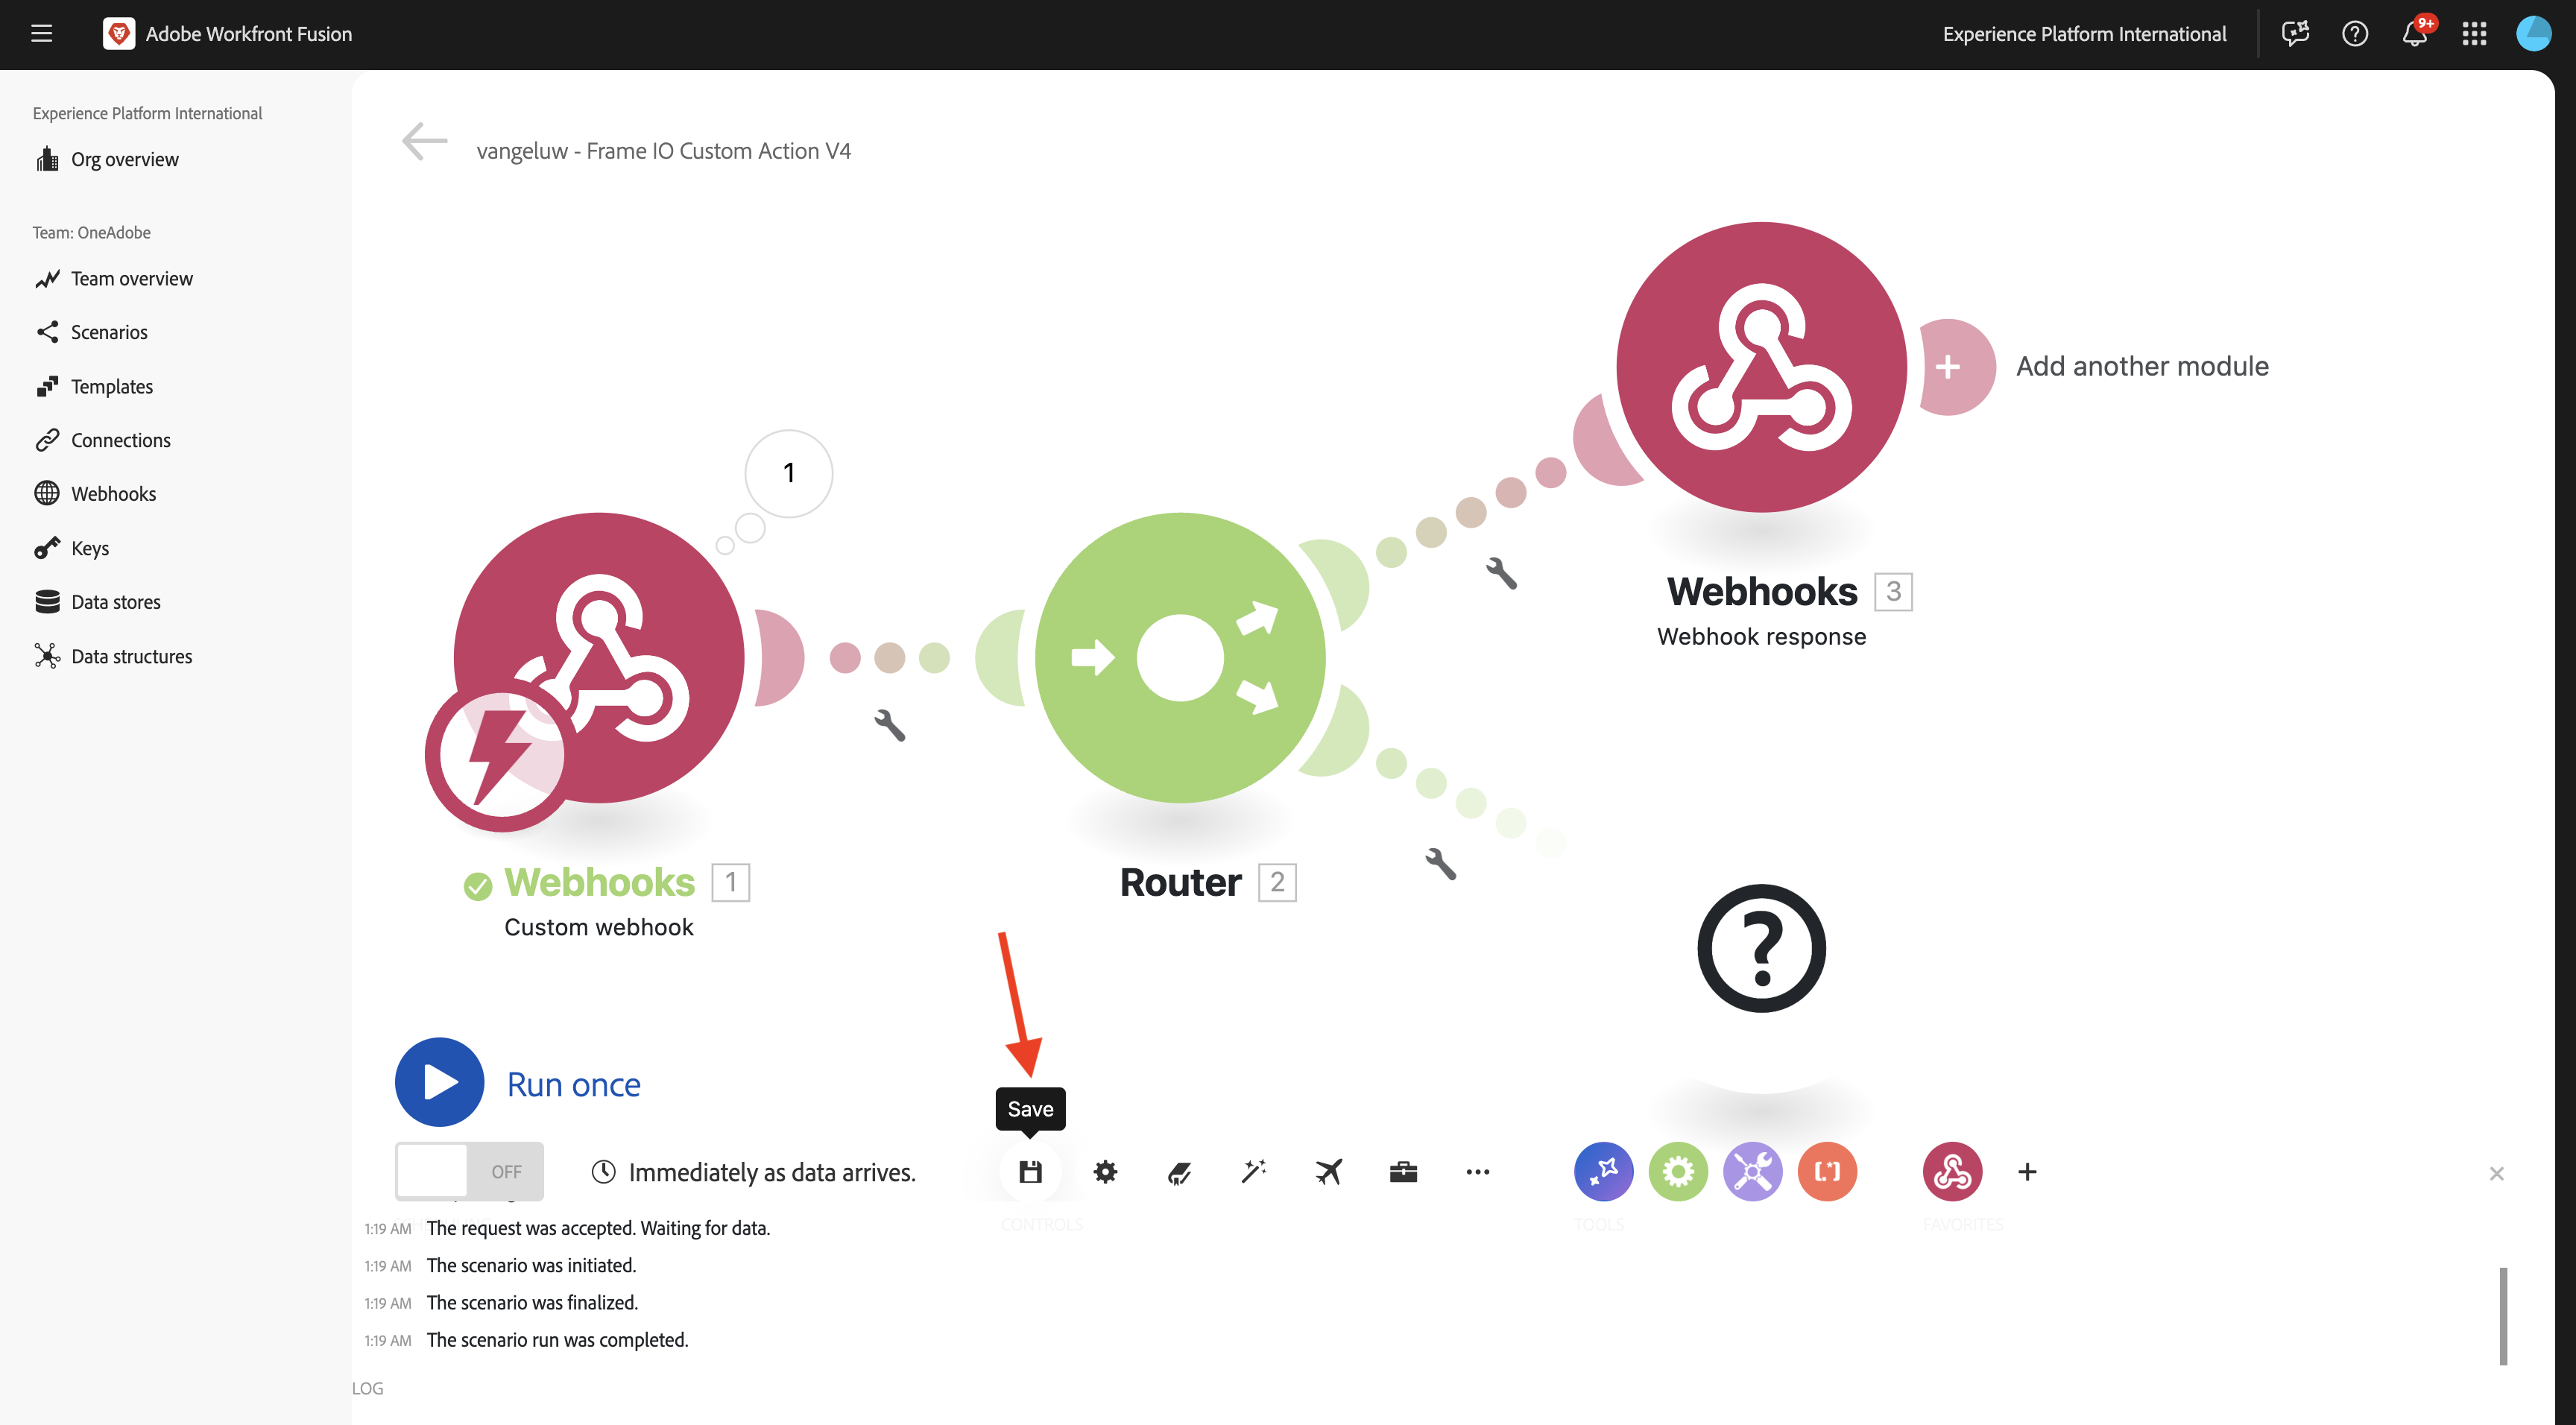 Adobe Workfront Fusion
Experience Platform International
9+
Experience Platform International
Org overview
Team: OneAdobe
Team overview
Scenarios
Templates
Connections
Webhooks
Keys
Data stores
Data structures
vangeluw - Frame IO Custom Action V4
Add another module
1
Webhooks 3
Webhook response
Webhooks 1
Custom webhook
Router 2
?
Run once
Save
OFF
Immediately as data arrives.
CONTROLS
TOOLS
FAVORITES
1:19 AM The request was accepted. Waiting for data.
1:19 AM The scenario was initiated.
1:19 AM The scenario was finalized.
1:19 AM The scenario run was completed.
LOG